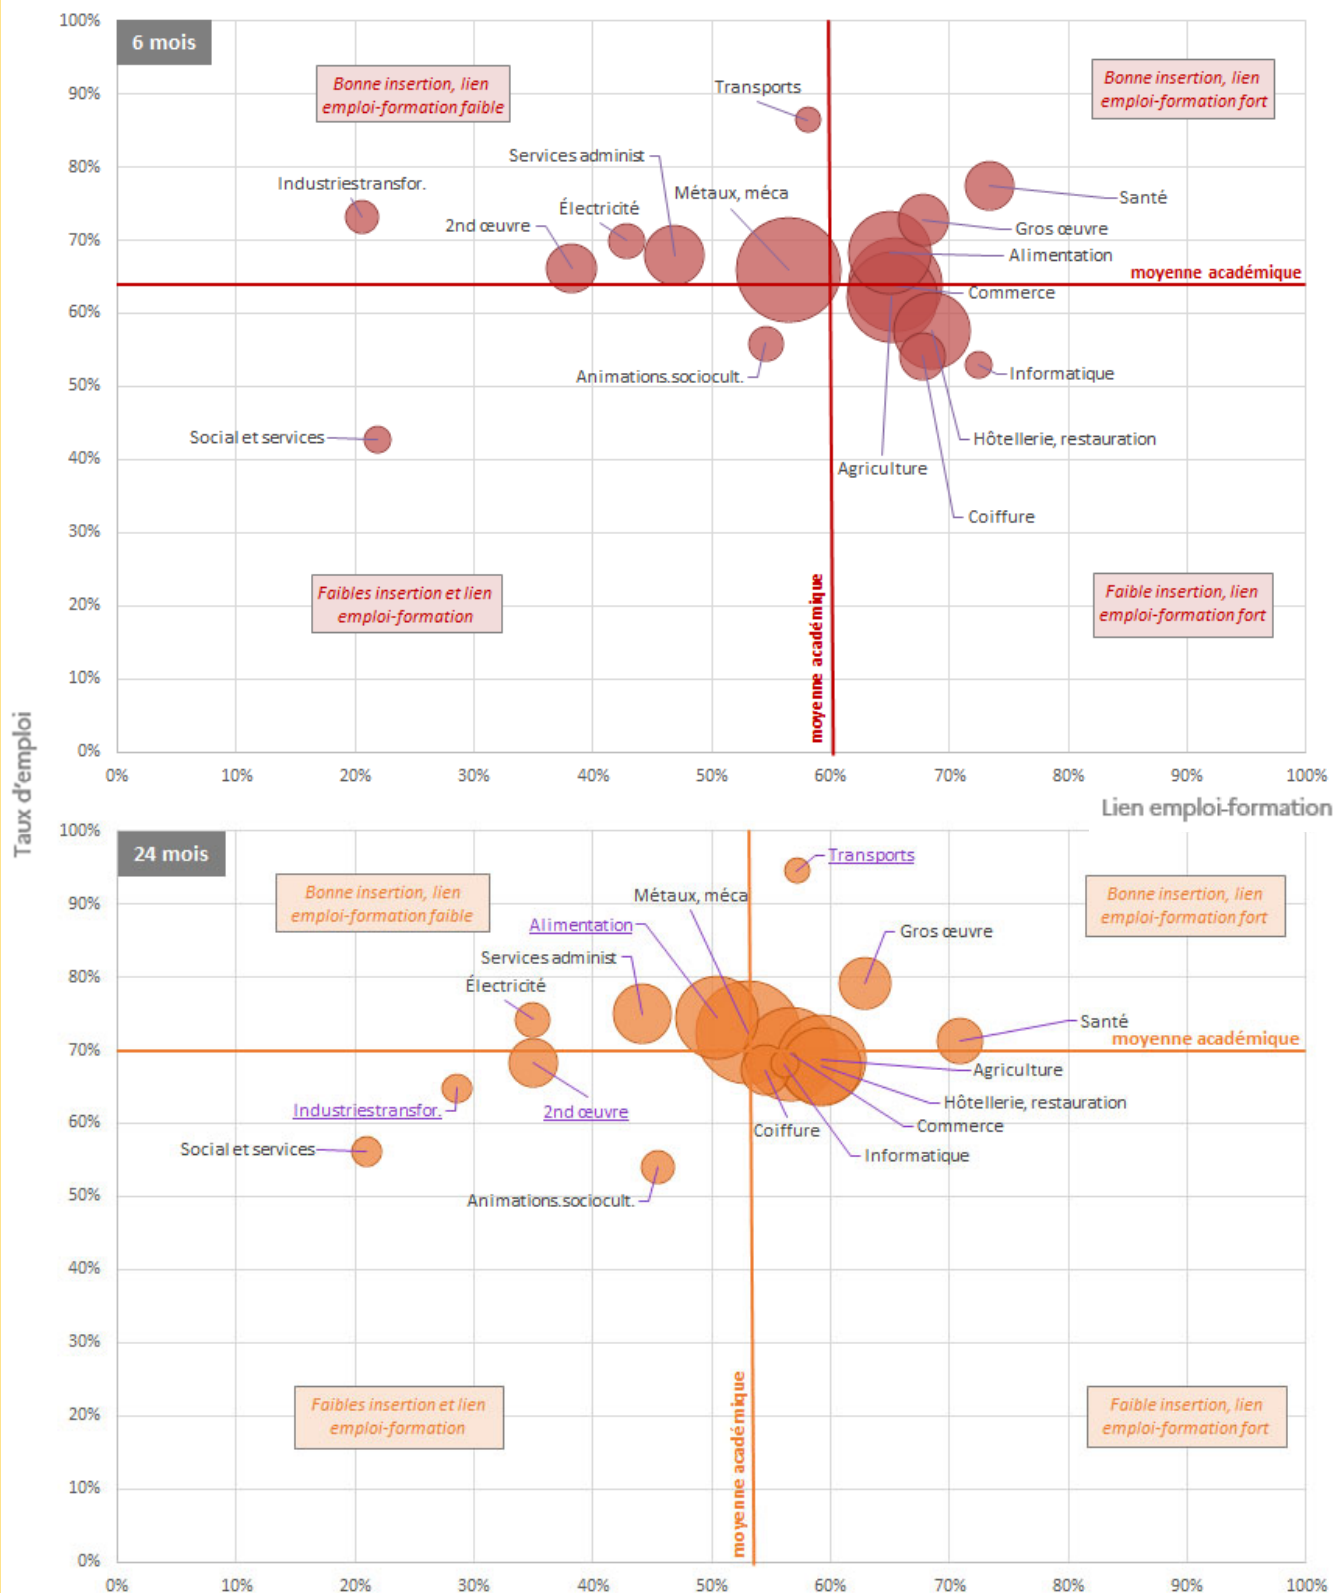 100%
6 mois
Bonne insertion, lien
emploi-formation faible
Bonne insertion, lien
emploi-formation fort
90%
Transports
80%
Services administ
Industries transfor.
Métaux, méca
Santé
Électricité
2nd œuvre
Gros œuvre
70%
Alimentation
moyenne académique
Commerce
60%
Animations.sociocult.
Informatique
50%
Social et services
Hôtellerie, restauration
40%
Agriculture
Coiffure
30%
Faibles insertion et lien
emploi-formation
moyenne académique
Faible insertion, lien
emploi-formation fort
20%
10%
0%
0% 10% 20% 30% 40% 50% 60% 70% 80% 90% 100%
Taux d'emploi
Lien emploi-formation
100%
24 mois
Transports
Bonne insertion, lien
emploi-formation faible
Métaux, méca
Bonne insertion, lien
emploi-formation fort
90%
Alimentation
Gros œuvre
Services administ
80%
Électricité
Santé
moyenne académique
70%
Agriculture
Industries transfor.
2nd œuvre
Hôtellerie, restauration
60%
Coiffure
Commerce
Social et services
Informatique
50%
Animations.sociocult.
40%
30%
moyenne académique
Faibles insertion et lien
emploi-formation
Faible insertion, lien
emploi-formation fort
20%
10%
0%
0% 10% 20% 30% 40% 50% 60% 70% 80% 90% 100%